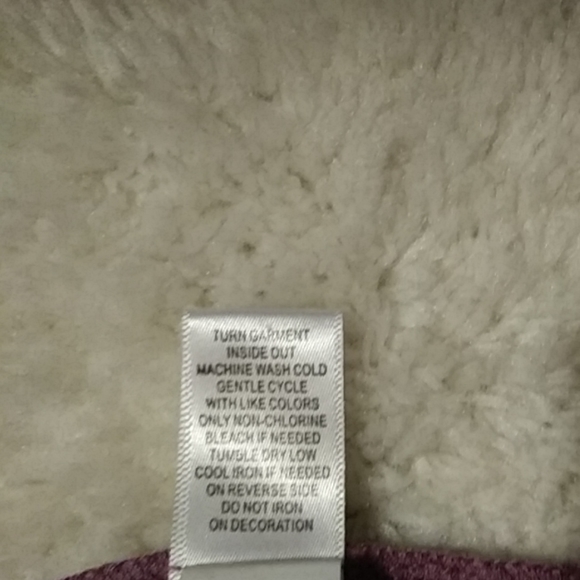 TURN GARMENT
INSIDE OUT
MACHINE WASH COLD
GENTLE CYCLE
WITH LIKE COLORS
ONLY NON-CHLORINE
BLEACH IF NEEDED
TUMBLE DRY LOW
COOL IRON IF NEEDED
ON REVERSE SIDE
DO NOT IRON
ON DECORATION